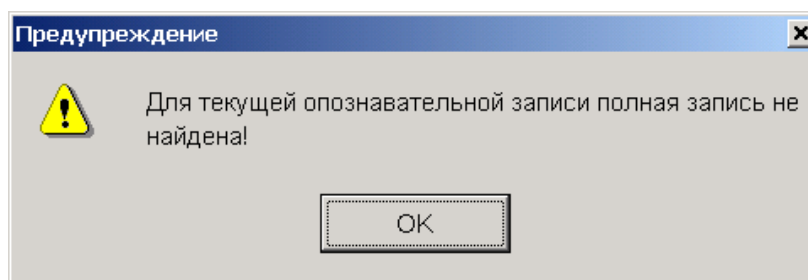 Предупреждение
Для текущей опознавательной записи полная запись не
найдена!
OK